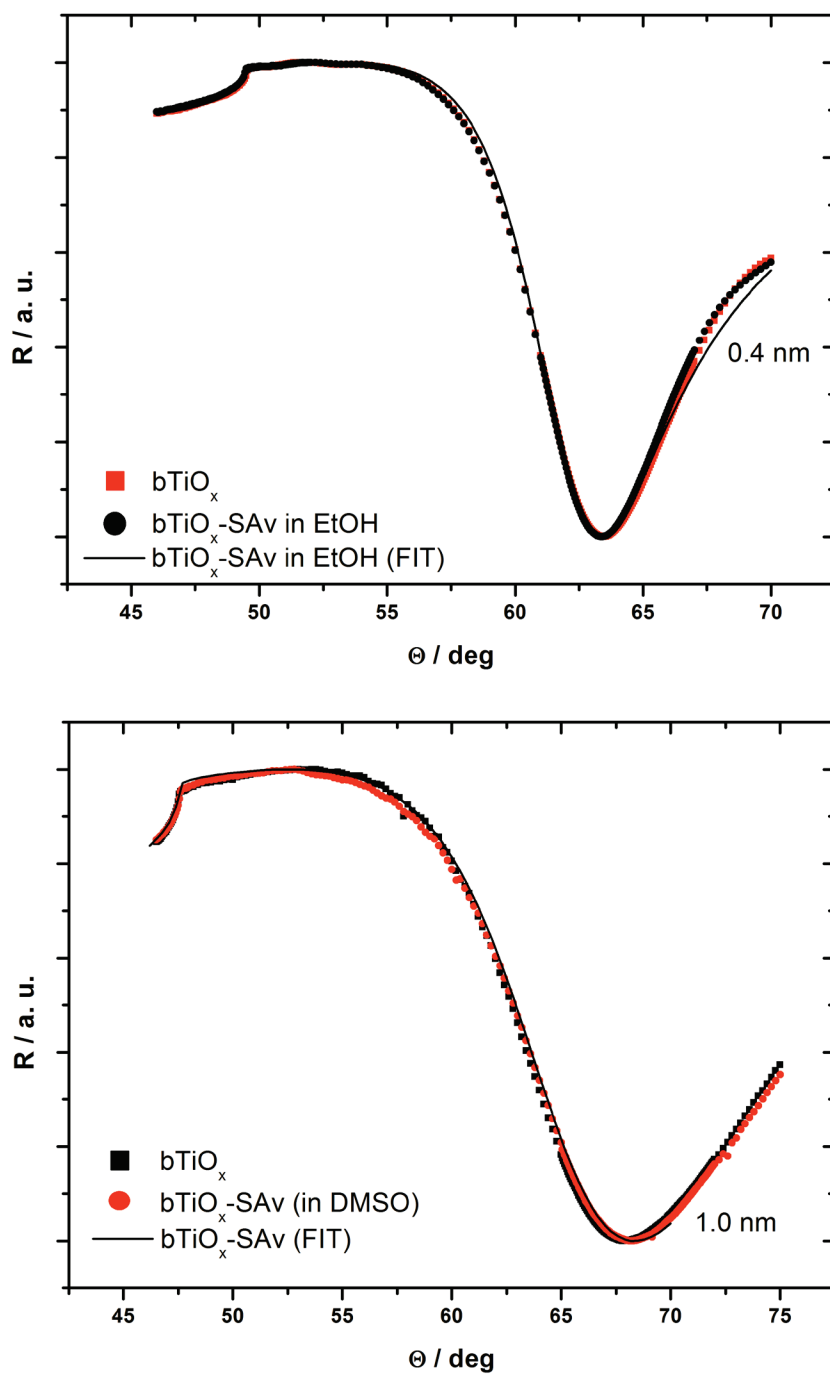 R / a. u.
0.4 nm
bTiOₓ
bTiOₓ-SAv in EtOH
bTiOₓ-SAv in EtOH (FIT)
45 50 55 60 65 70
Θ / deg
R / a. u.
bTiOₓ
bTiOₓ-SAv (in DMSO)
1.0 nm
bTiOₓ-SAv (FIT)
45 50 55 60 65 70 75
Θ / deg